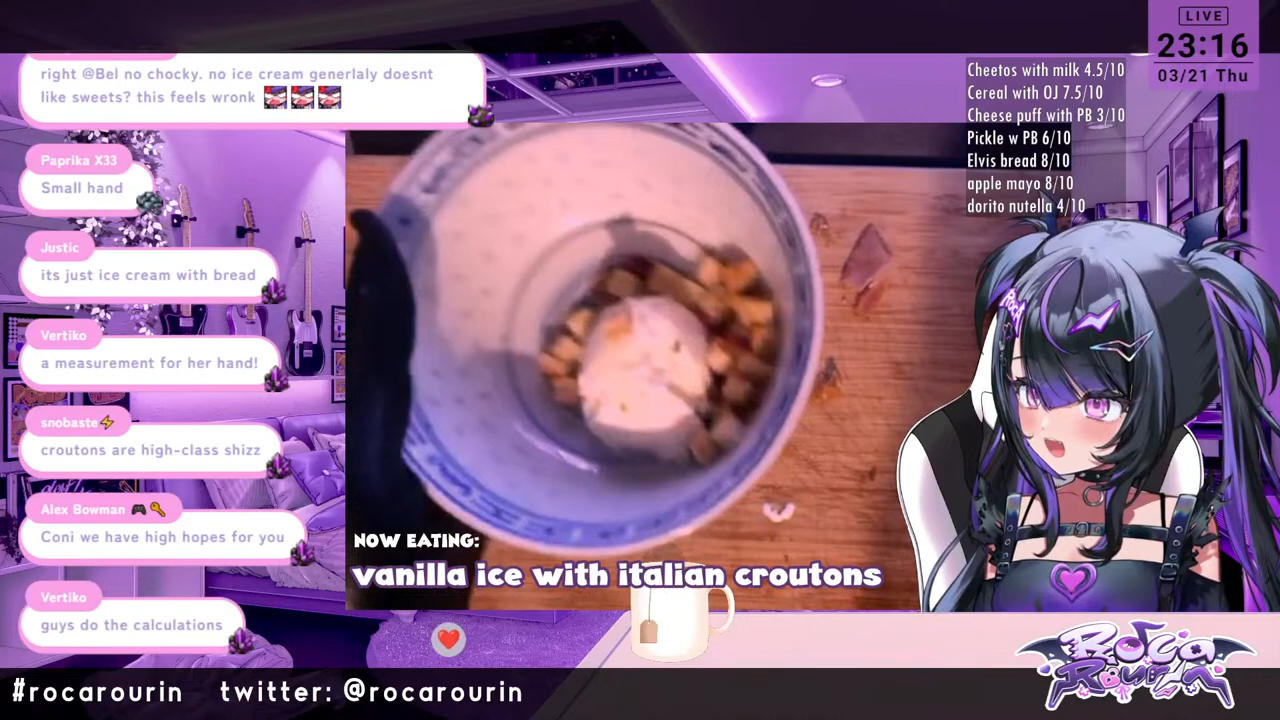 right @Bel no chocky. no ice cream generlaly doesnt
like sweets? this feels wronk
Paprika X33
Small hand
Justic
its just ice cream with bread
Vertiko
a measurement for her hand!
snobaste⚡
croutons are high-class shizz
Alex Bowman 🎮🔑
Coni we have high hopes for you
Vertiko
guys do the calculations
NOW EATING:
vanilla ice with italian croutons
LIVE
23:16
03/21 Thu
Cheetos with milk 4.5/10
Cereal with OJ 7.5/10
Cheese puff with PB 3/10
Pickle w PB 6/10
Elvis bread 8/10
apple mayo 8/10
dorito nutella 4/10
Rock
Roca
Rourin
#rocarourin twitter: @rocarourin